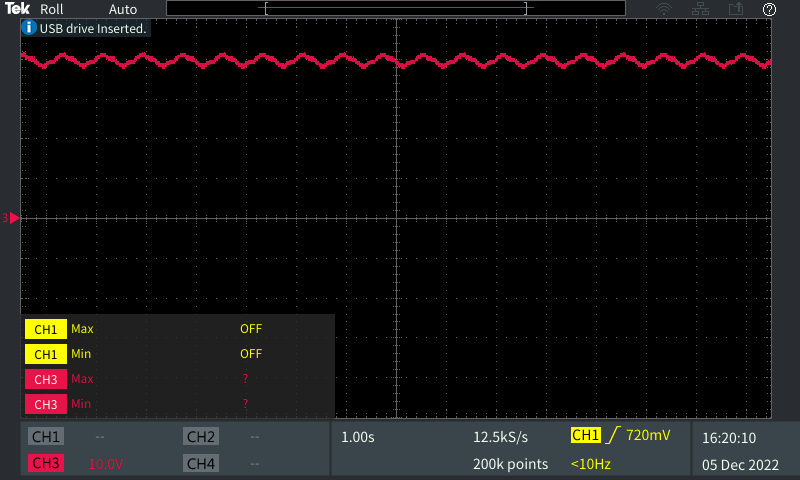 Tek Roll Auto
USB drive Inserted.
3
CH1 Max OFF
CH1 Min OFF
CH3 Max ?
CH3 Min ?
CH1 -- CH2 -- 1.00s 12.5kS/s CH1 720mV 16:20:10
CH3 10.0V CH4 -- 200k points <10Hz 05 Dec 2022